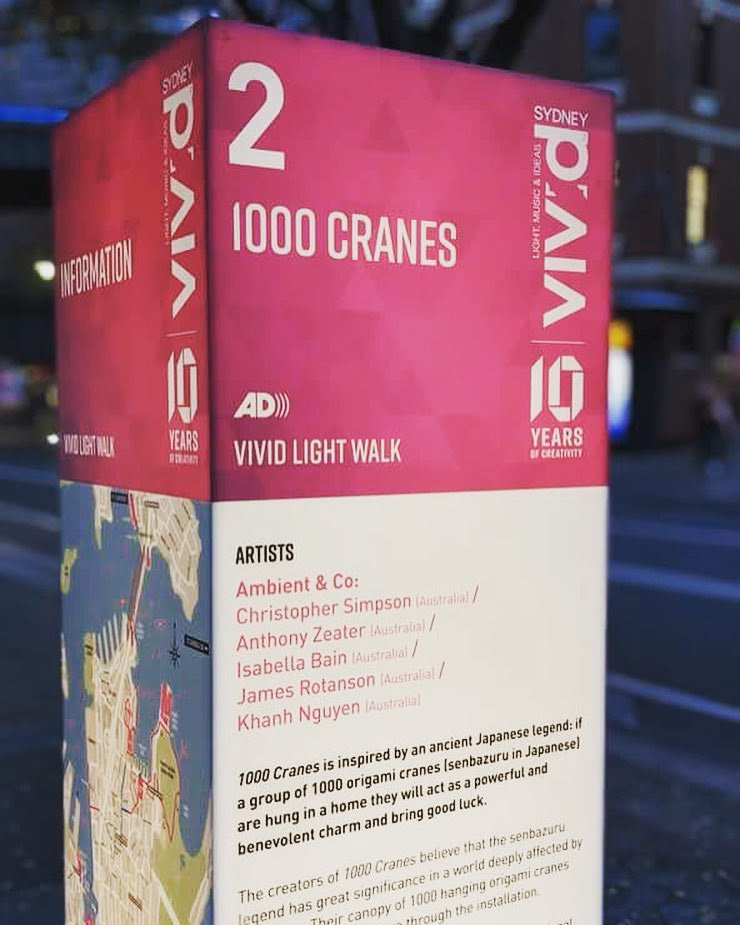 2
1000 CRANES
AD)))
VIVID LIGHT WALK
SYDNEY
VIVID
LIGHT, MUSIC & IDEAS
10
YEARS
OF CREATIVITY
INFORMATION
VIVID LIGHT WALK
SYDNEY
VIVID
LIGHT, MUSIC & IDEAS
10
YEARS
OF CREATIVITY
ARTISTS
Ambient & Co:
Christopher Simpson (Australia) /
Anthony Zeater (Australia) /
Isabella Bain (Australia) /
James Rotanson (Australia) /
Khanh Nguyen (Australia)
1000 Cranes is inspired by an ancient Japanese legend: if
a group of 1000 origami cranes (senbazuru in Japanese)
are hung in a home they will act as a powerful and
benevolent charm and bring good luck.
The creators of 1000 Cranes believe that the senbazuru
legend has great significance in a world deeply affected by
Their canopy of 1000 hanging origami cranes
through the installation.